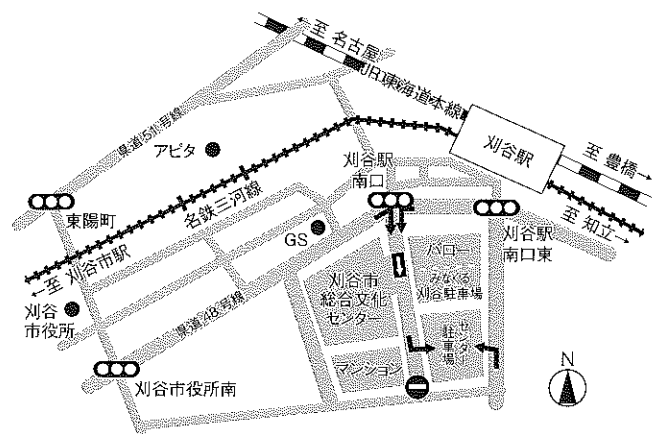 至 名古屋
JR東海道本線
刈谷駅
至 豊橋
至 知立
県道51号線
アピタ
刈谷駅
南口
東陽町
名鉄三河線
GS
刈谷駅
南口東
至 刈谷市駅
バロー
みなくる
刈谷駐車場
刈谷市
総合文化
センター
刈谷
市役所
県道48号線
センター
駐車場
マンション
刈谷市役所南
N